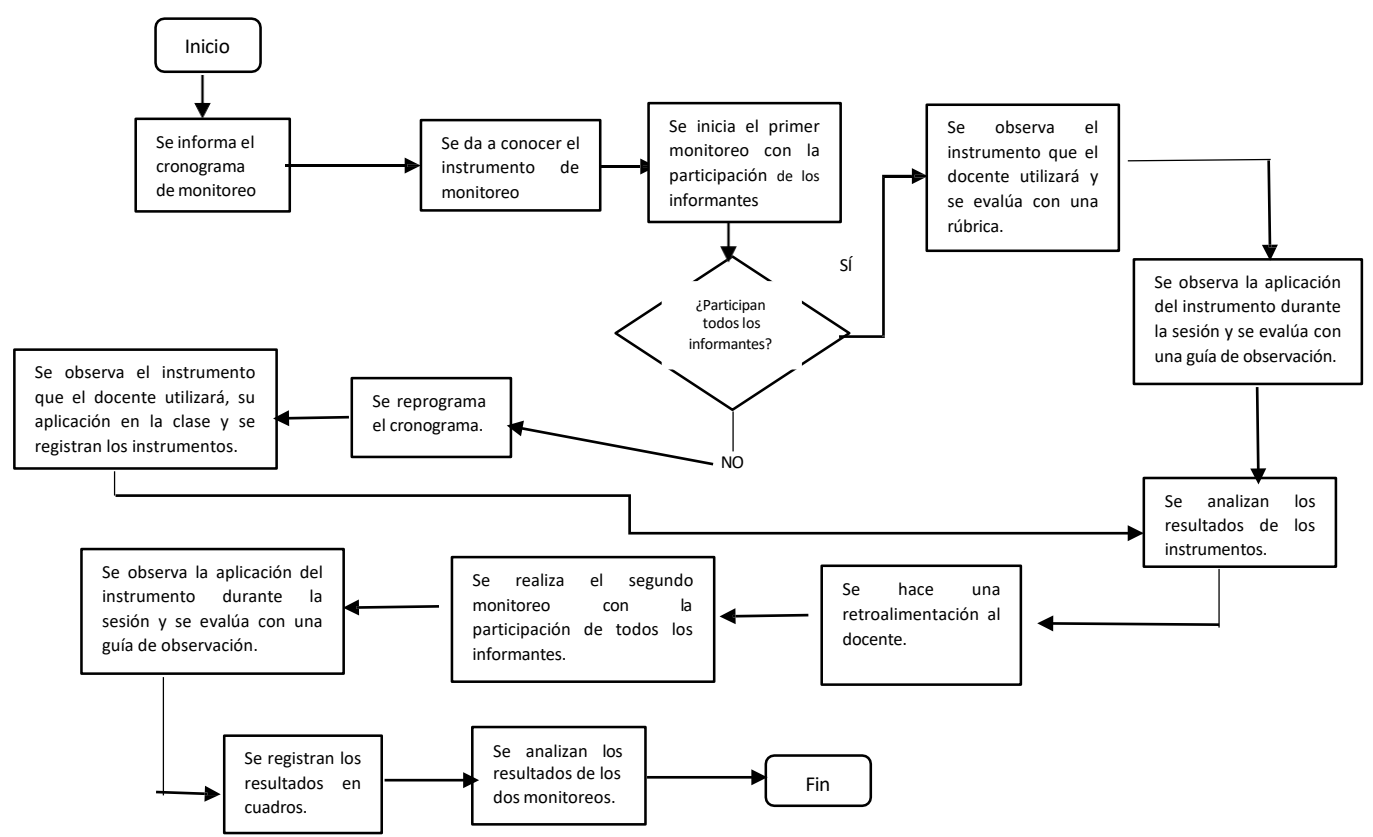 Inicio
Se informa el
cronograma
de monitoreo
Se da a conocer el
instrumento de
monitoreo
Se inicia el primer
monitoreo con la
participación de los
informantes
Se observa el
instrumento que el
docente utilizará y
se evalúa con una
rúbrica.
SÍ
¿Participan
todos los
informantes?
Se observa la aplicación
del instrumento durante
la sesión y se evalúa con
una guía de observación.
Se observa el instrumento
que el docente utilizará, su
aplicación en la clase y se
registran los instrumentos.
Se reprograma
el cronograma.
NO
Se analizan los
resultados de los
instrumentos.
Se observa la aplicación del
instrumento durante la
sesión y se evalúa con una
guía de observación.
Se realiza el segundo
monitoreo con la
participación de todos los
informantes.
Se hace una
retroalimentación al
docente.
Se registran los
resultados en
cuadros.
Se analizan los
resultados de los
dos monitoreos.
Fin